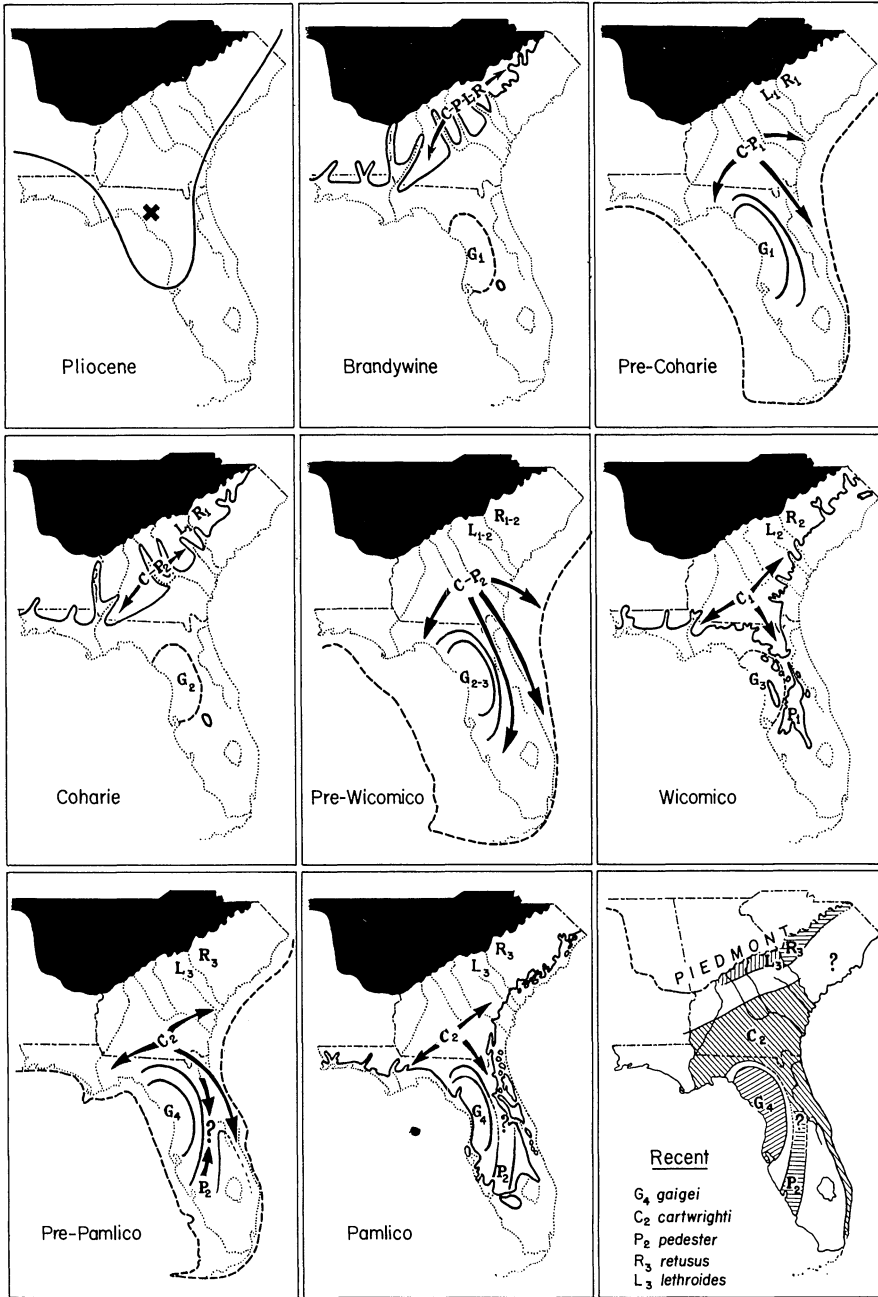 Pliocene
C-P-L-R
G₁
Brandywine
L₁ R₁
C-P₁
G₁
Pre-Coharie
L₁ R₁
C-P₂
G₂
Coharie
R₁₋₂
L₁₋₂
C-P₂
G₂₋₃
Pre-Wicomico
R₂
L₂
C₁
G₃
P₁
Wicomico
R₃
L₃
C₂
G₄
?
P₂
Pre-Pamlico
R₃
L₃
C₂
G₄
?
P₂
Pamlico
PIEDMONT
R₃
L₃
?
C₂
G₄
?
P₂
Recent
G₄ gaigei
C₂ cartwrighti
P₂ pedester
R₃ retusus
L₃ lethroides